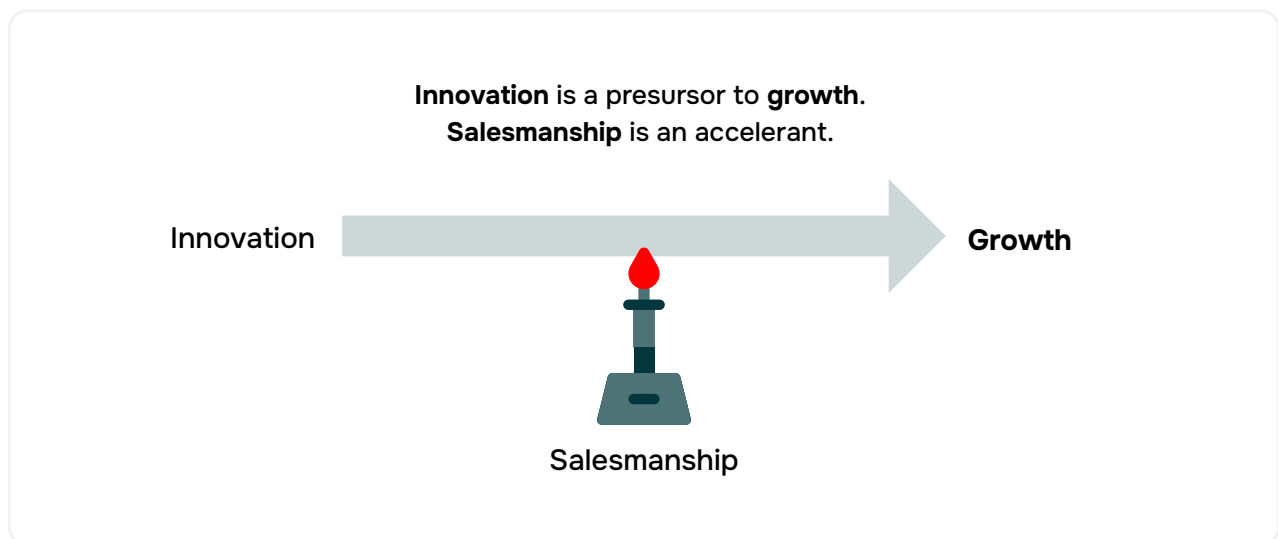 Innovation is a presursor to growth.
Salesmanship is an accelerant.
Innovation
Growth
Salesmanship